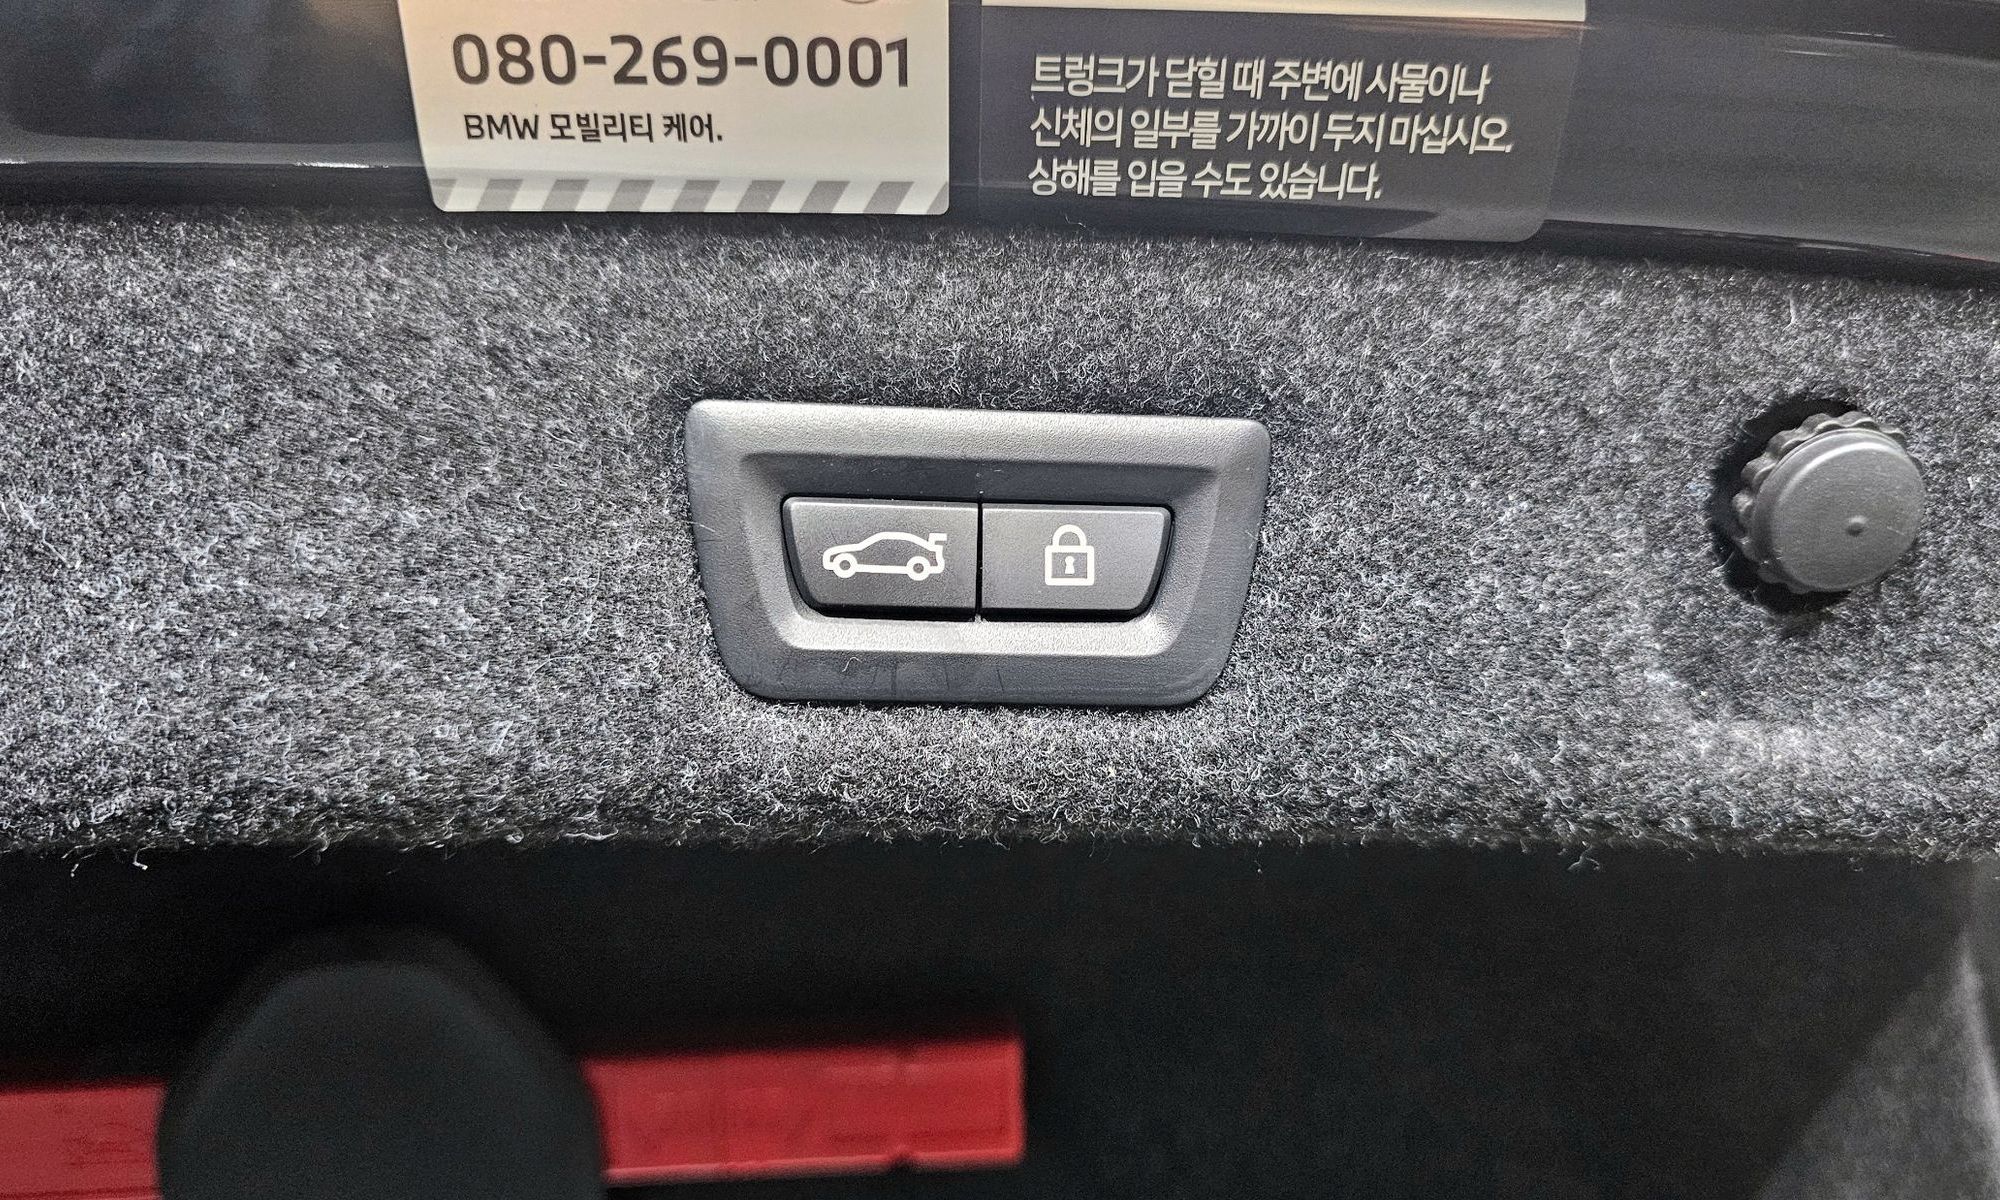 080-269-0001
BMW 모빌리티 케어.
트렁크가 닫힐 때 주변에 사물이나
신체의 일부를 가까이 두지 마십시오.
상해를 입을 수도 있습니다.